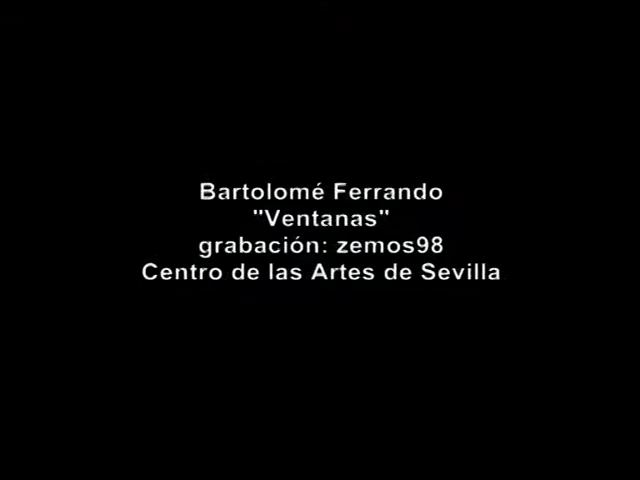 Bartolomé Ferrando
"Ventanas"
grabación: zemos98
Centro de las Artes de Sevilla